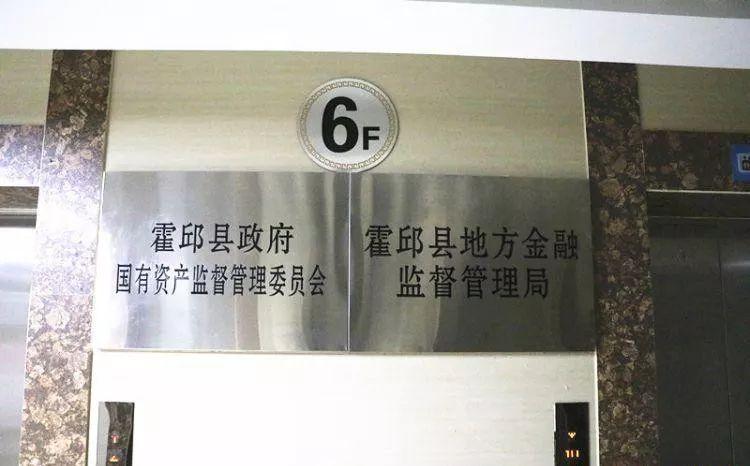 6F
霍邱县政府
国有资产监督管理委员会
霍邱县地方金融
监督管理局